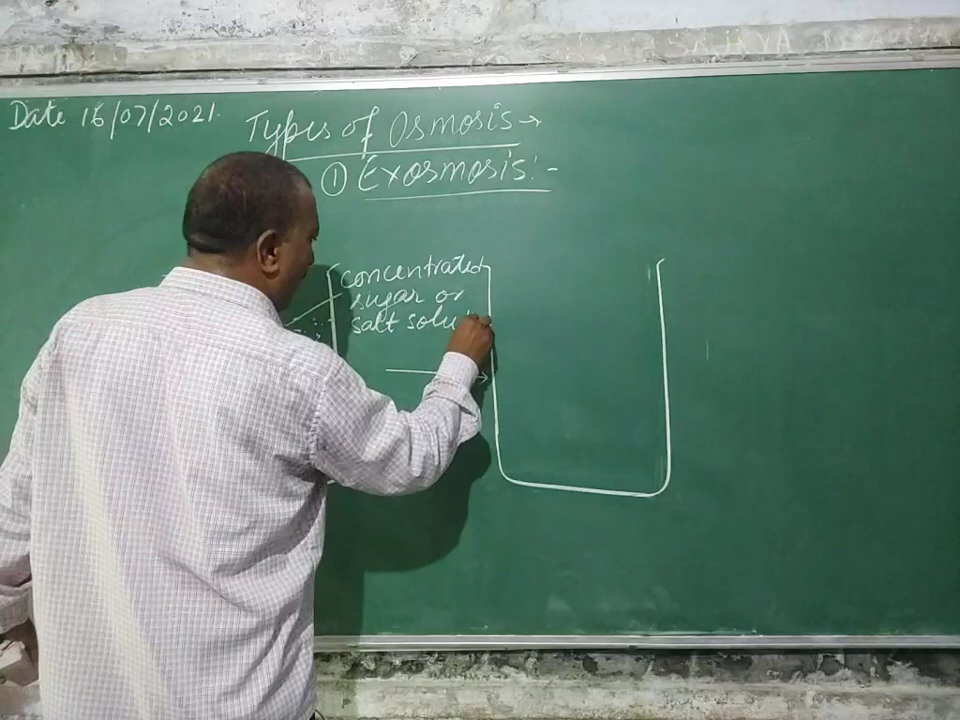 Date 16/07/2021.
Types of Osmosis →
① Exosmosis:-
concentrated
sugar or
salt solu